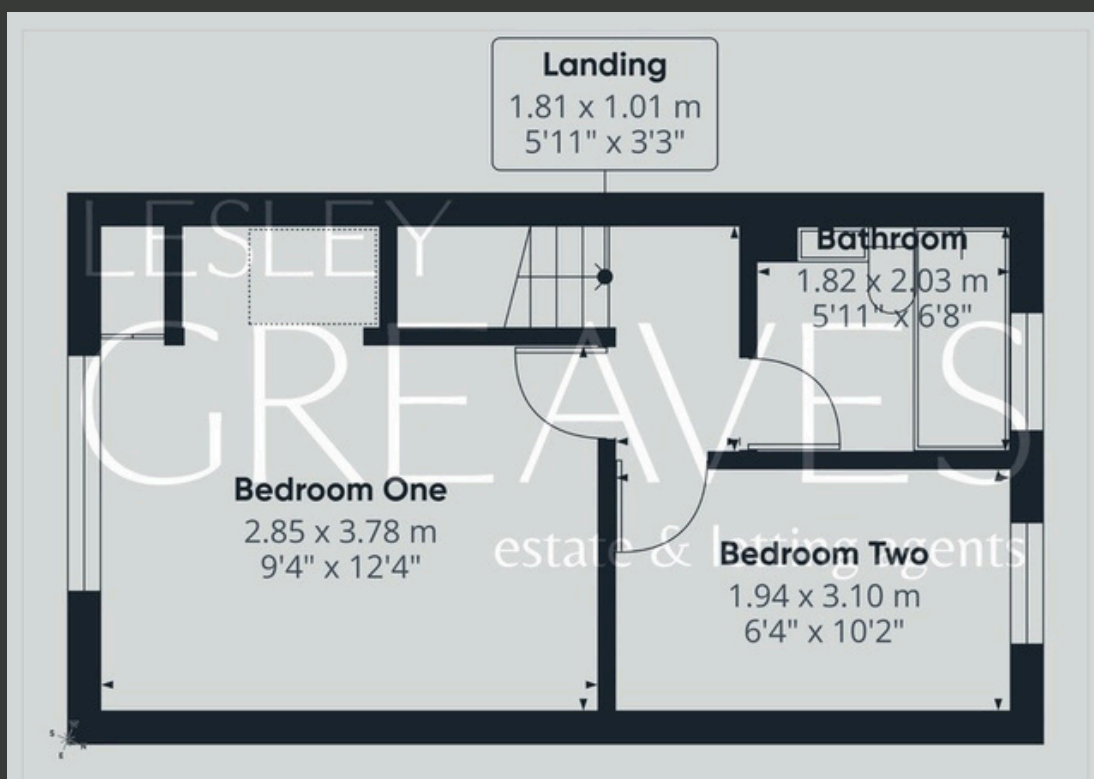 Landing
1.81 x 1.01 m
5'11" x 3'3"
LESLEY
Bathroom
1.82 x 2.03 m
5'11" x 6'8"
GREAVES
Bedroom One
2.85 x 3.78 m
9'4" x 12'4"
estate & letting agents
Bedroom Two
1.94 x 3.10 m
6'4" x 10'2"
S
E